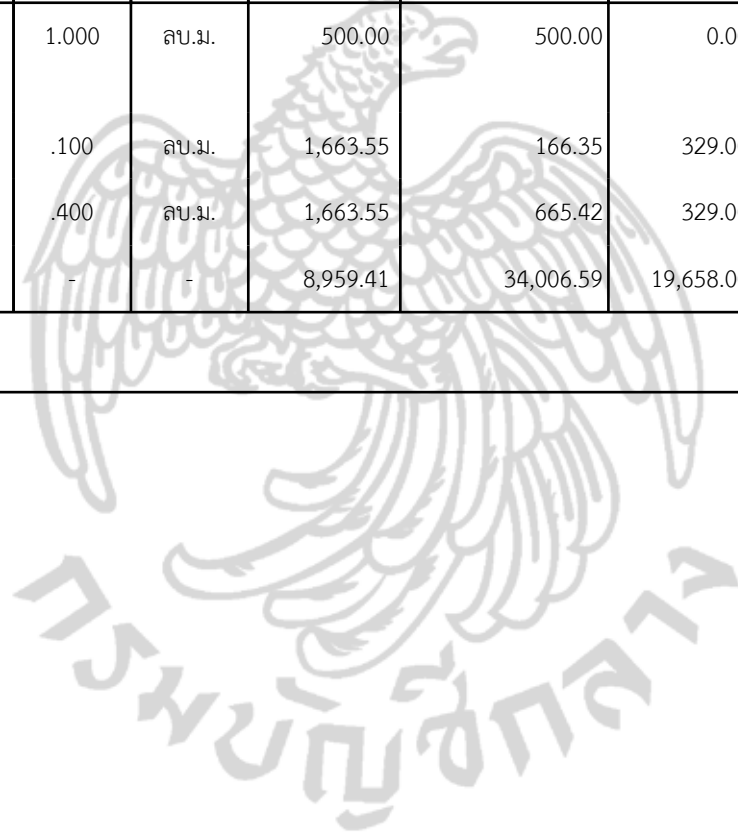 1.000 ลบ.ม. 500.00 500.00 0.0
.100 ลบ.ม. 1,663.55 166.35 329.0
.400 ลบ.ม. 1,663.55 665.42 329.0
- - 8,959.41 34,006.59 19,658.0
กรมบัญชีกลาง